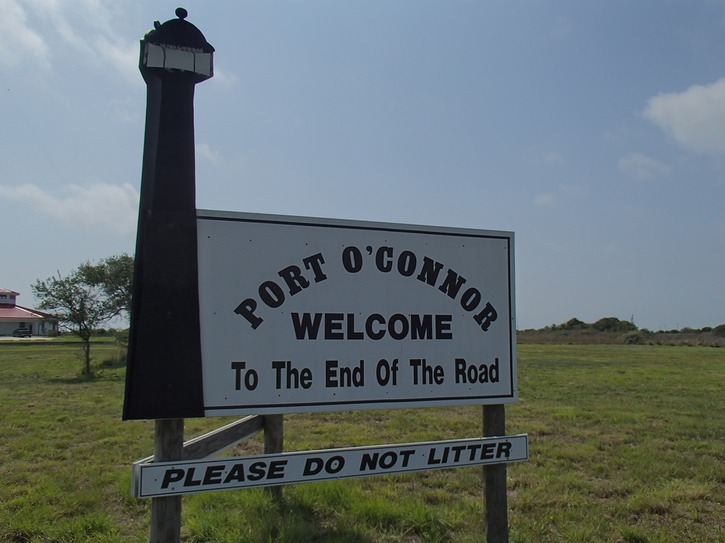 PORT O'CONNOR
WELCOME
To The End Of The Road
PLEASE DO NOT LITTER